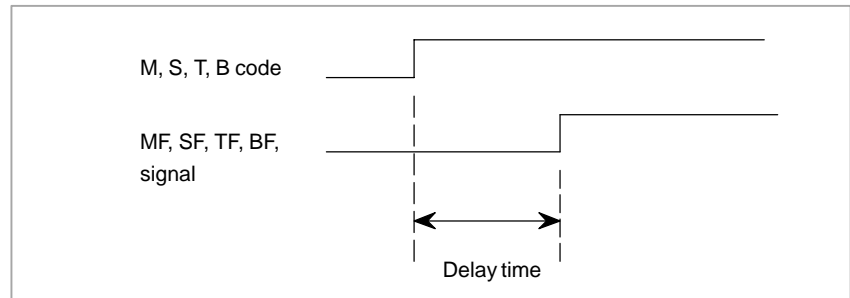 M, S, T, B code
MF, SF, TF, BF,
signal
Delay time